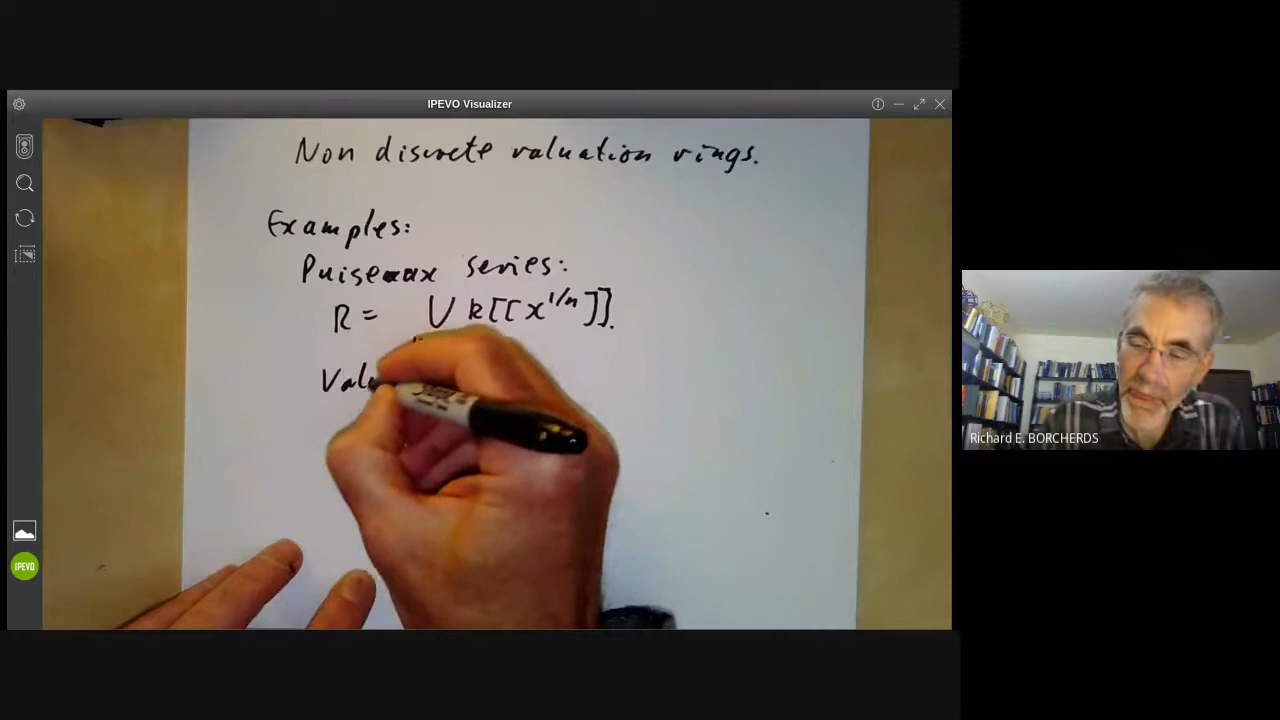 IPEVO Visualizer
Non discrete valuation rings.
Examples:
Puiseaux series:
R = ∪ k[[x^1/n]].
Val
Richard E. BORCHERDS
IPEVO